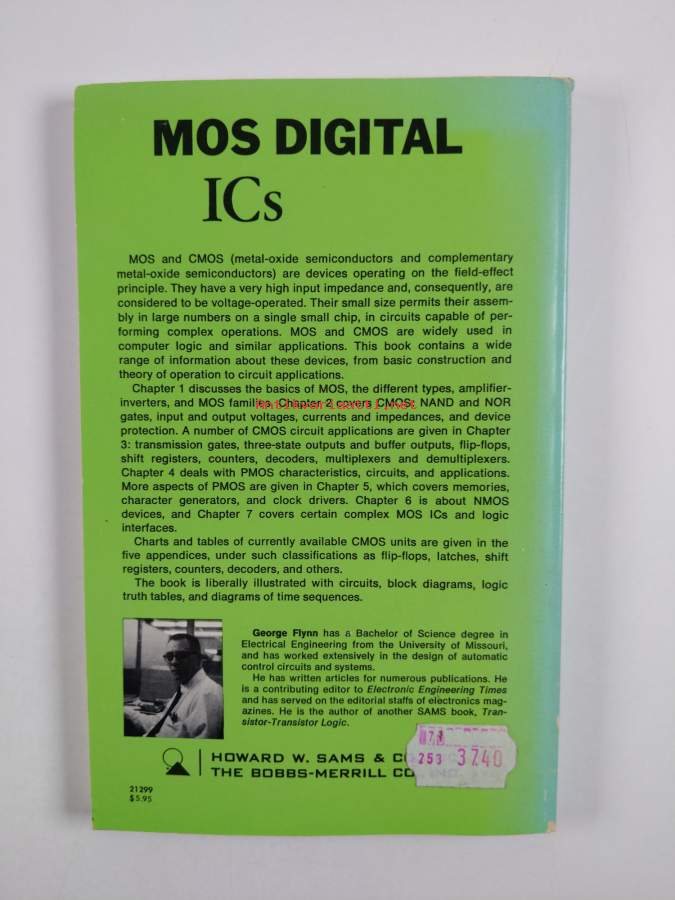 MOS DIGITAL
ICs
MOS and CMOS (metal-oxide semiconductors and complementary
metal-oxide semiconductors) are devices operating on the field-effect
principle. They have a very high input impedance and, consequently, are
considered to be voltage-operated. Their small size permits their assem-
bly in large numbers on a single small chip, in circuits capable of per-
forming complex operations. MOS and CMOS are widely used in
computer logic and similar applications. This book contains a wide
range of information about these devices, from basic construction and
theory of operation to circuit applications.
Chapter 1 discusses the basics of MOS, the different types, amplifier-
inverters, and MOS families. Chapter 2 covers CMOS: NAND and NOR
Antikvariaatti.net
gates, input and output voltages, currents and impedances, and device
protection. A number of CMOS circuit applications are given in Chapter
3: transmission gates, three-state outputs and buffer outputs, flip-flops,
shift registers, counters, decoders, multiplexers and demultiplexers.
Chapter 4 deals with PMOS characteristics, circuits, and applications.
More aspects of PMOS are given in Chapter 5, which covers memories,
character generators, and clock drivers. Chapter 6 is about NMOS
devices, and Chapter 7 covers certain complex MOS ICs and logic
interfaces.
Charts and tables of currently available CMOS units are given in the
five appendices, under such classifications as flip-flops, latches, shift
registers, counters, decoders, and others.
The book is liberally illustrated with circuits, block diagrams, logic
truth tables, and diagrams of time sequences.
George Flynn has a Bachelor of Science degree in
Electrical Engineering from the University of Missouri,
and has worked extensively in the design of automatic
control circuits and systems.
He has written articles for numerous publications. He
is a contributing editor to Electronic Engineering Times
and has served on the editorial staffs of electronics mag-
azines. He is the author of another SAMS book, Tran-
sistor-Transistor Logic.
HOWARD W. SAMS &
THE BOBBS-MERRILL
253 3740
21299
$5.95